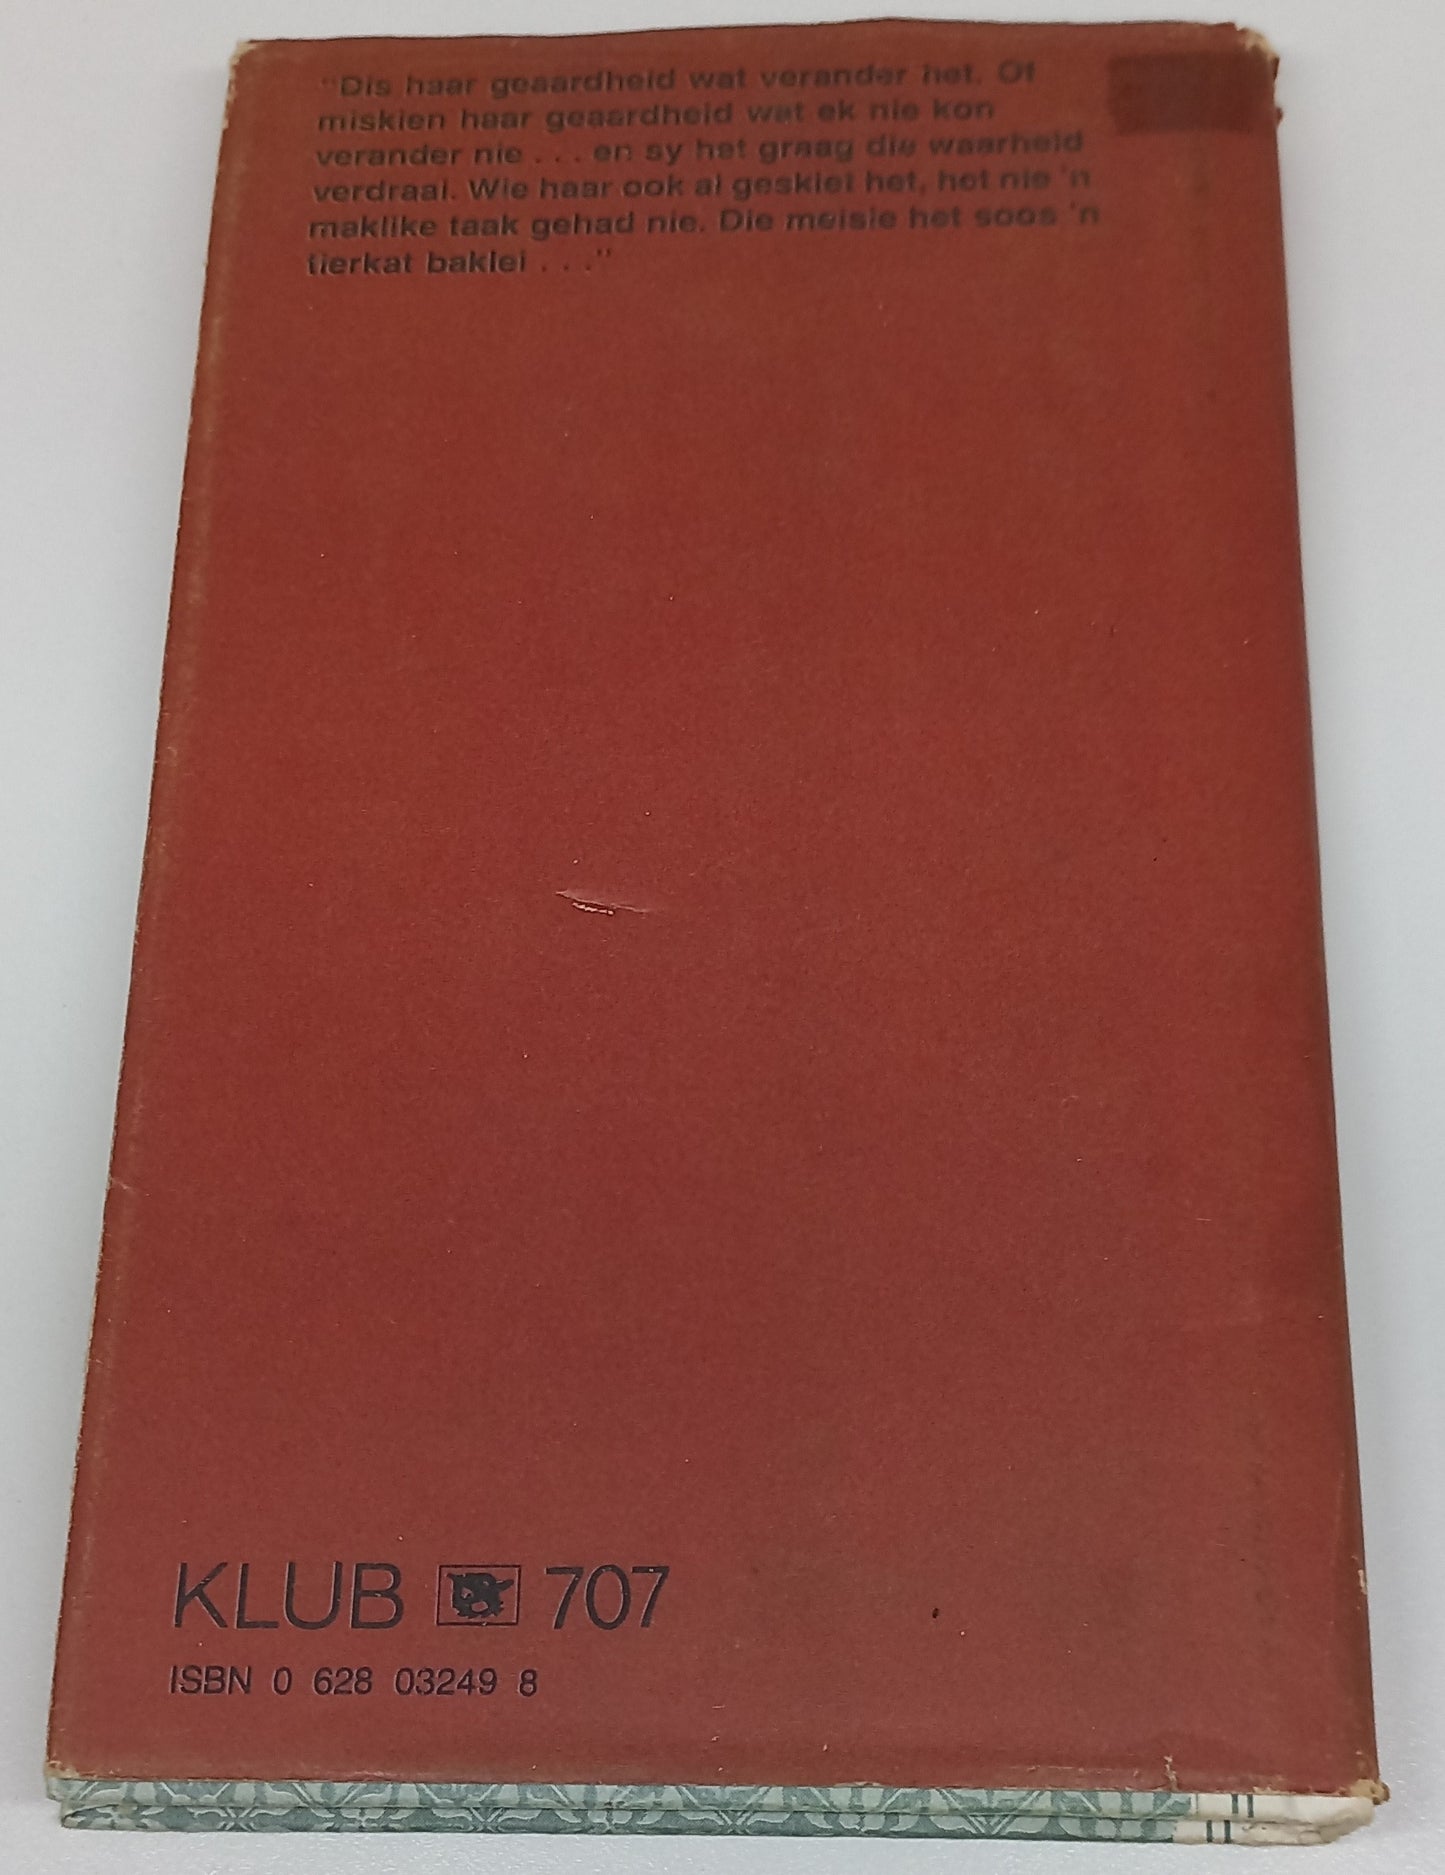 "Dis haar geaardheid wat verander het. Of
miskien haar geaardheid wat ek nie kon
verander nie . . . en sy het graag die waarheid
verdraai. Wie haar ook al geskiet het, het nie 'n
maklike taak gehad nie. Die meisie het soos 'n
tierkat baklei . . ."
KLUB 707
ISBN 0 628 03249 8